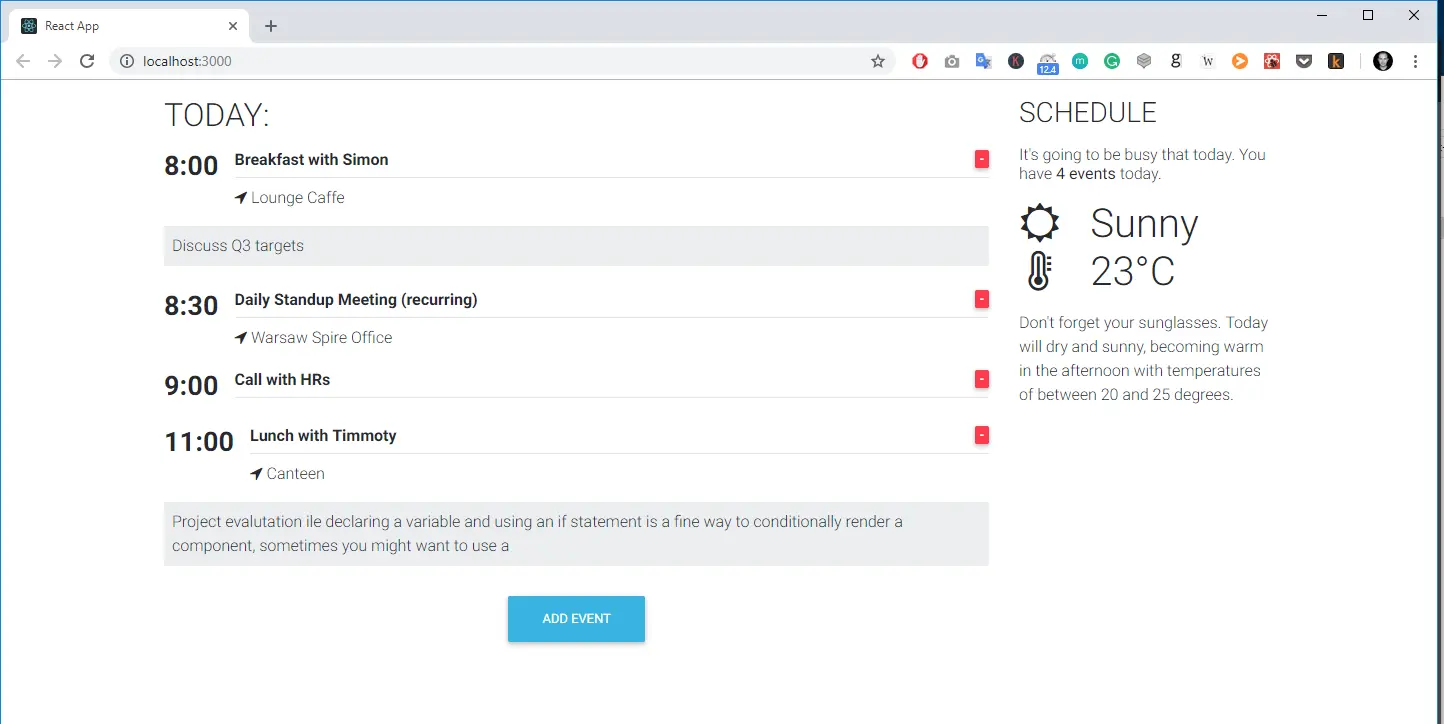 React App
localhost:3000
12.4
TODAY:
8:00 Breakfast with Simon -
Lounge Caffe
Discuss Q3 targets
8:30 Daily Standup Meeting (recurring) -
Warsaw Spire Office
9:00 Call with HRs -
11:00 Lunch with Timmoty -
Canteen
Project evalutation ile declaring a variable and using an if statement is a fine way to conditionally render a
component, sometimes you might want to use a
ADD EVENT
SCHEDULE
It's going to be busy that today. You
have 4 events today.
Sunny
23°C
Don't forget your sunglasses. Today
will dry and sunny, becoming warm
in the afternoon with temperatures
of between 20 and 25 degrees.